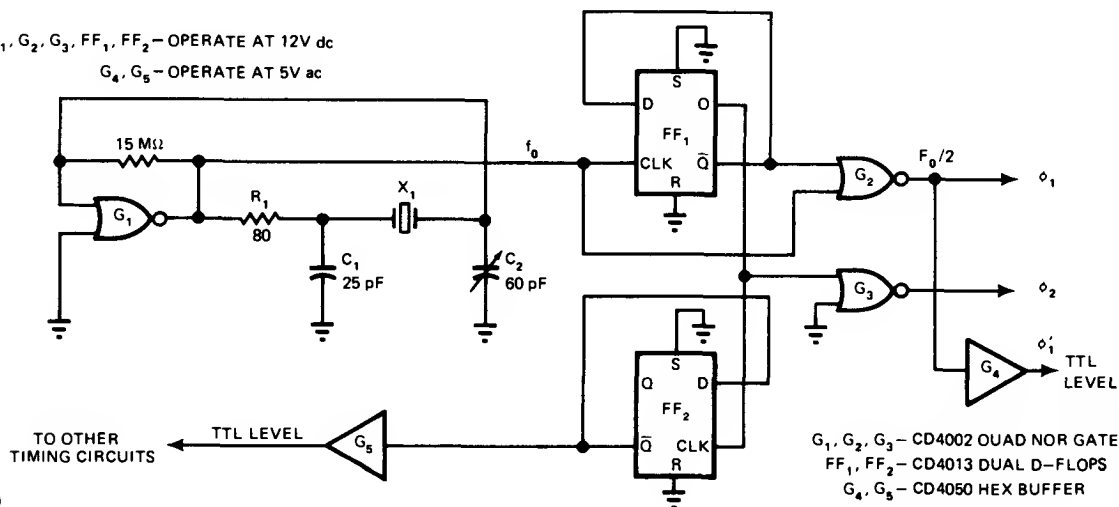 1, G2, G3, FF1, FF2–OPERATE AT 12V dc
G4, G5–OPERATE AT 5V ac
15 MΩ
G1
R1
80
C1
25 pF
X1
C2
60 pF
f0
S
D
O
FF1
CLK
Q̅
R
G2
F0/2
ϕ1
G3
ϕ2
G4
ϕ′1
TTL
LEVEL
S
Q
D
FF2
Q̅
CLK
R
G5
TTL LEVEL
TO OTHER
TIMING CIRCUITS
G1, G2, G3–CD4002 OUAD NOR GATE
FF1, FF2–CD4013 DUAL D–FLOPS
G4, G5–CD4050 HEX BUFFER